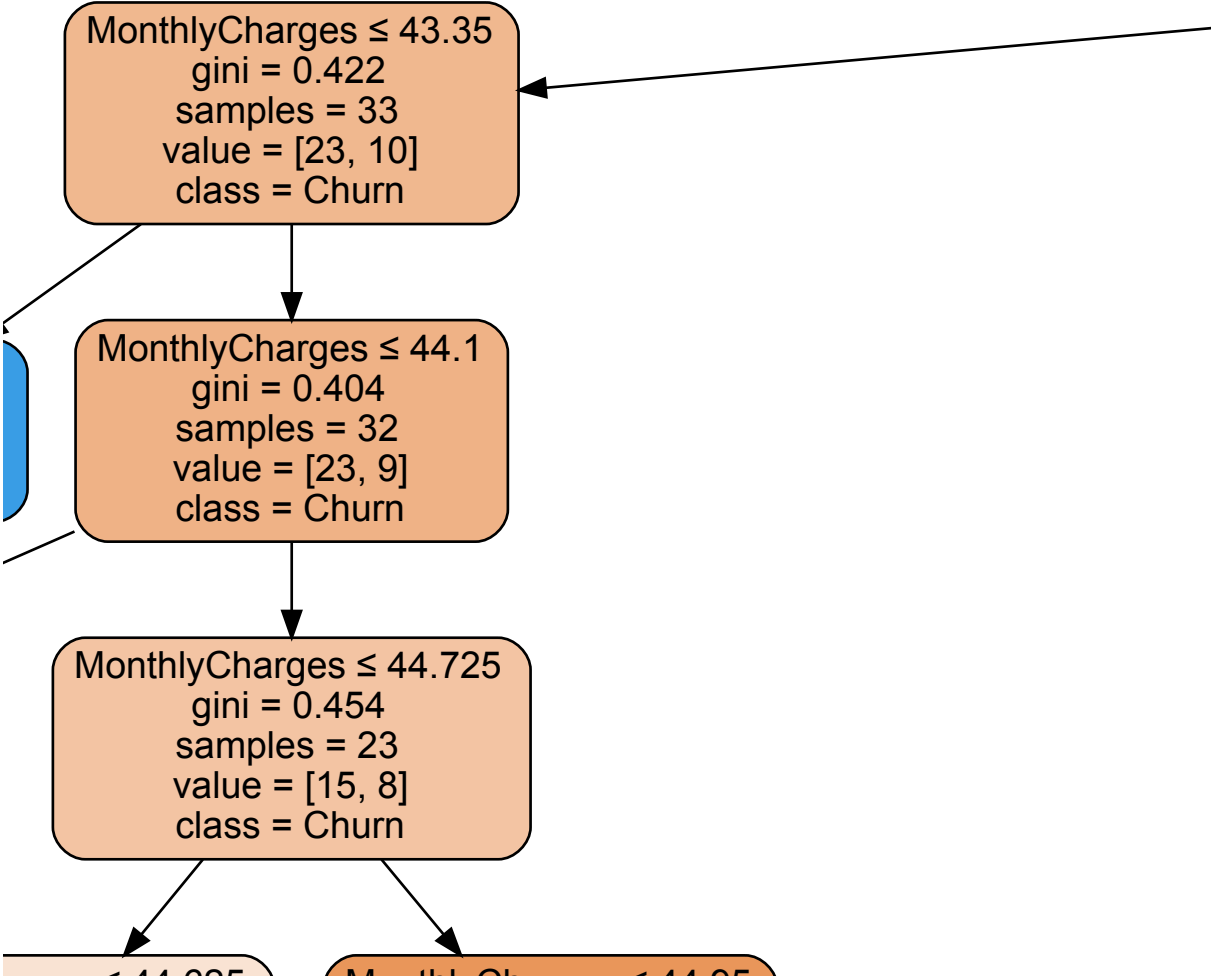 MonthlyCharges ≤ 43.35
gini = 0.422
samples = 33
value = [23, 10]
class = Churn
MonthlyCharges ≤ 44.1
gini = 0.404
samples = 32
value = [23, 9]
class = Churn
MonthlyCharges ≤ 44.725
gini = 0.454
samples = 23
value = [15, 8]
class = Churn